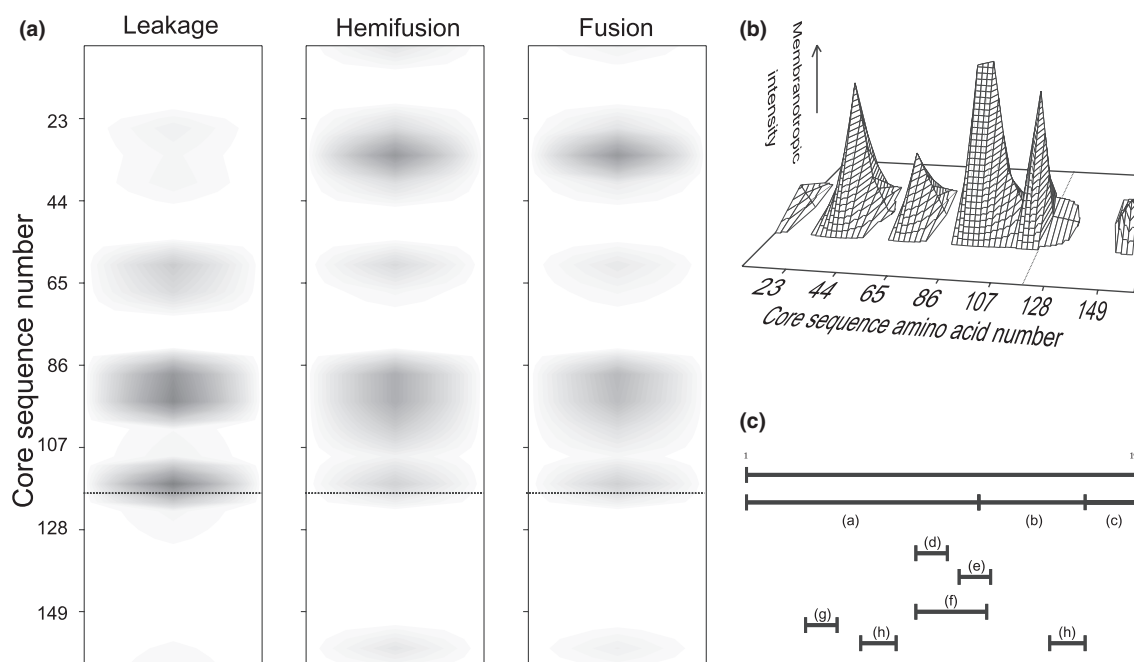 (a)
Leakage
Hemifusion
Fusion
Core sequence number
23
44
65
86
107
128
149
(b)
Membranotropic
intensity
23
44
65
86
107
128
149
Core sequence amino acid number
(c)
1
(a)
(b)
(c)
(d)
(e)
(f)
(g)
(h)
(h)